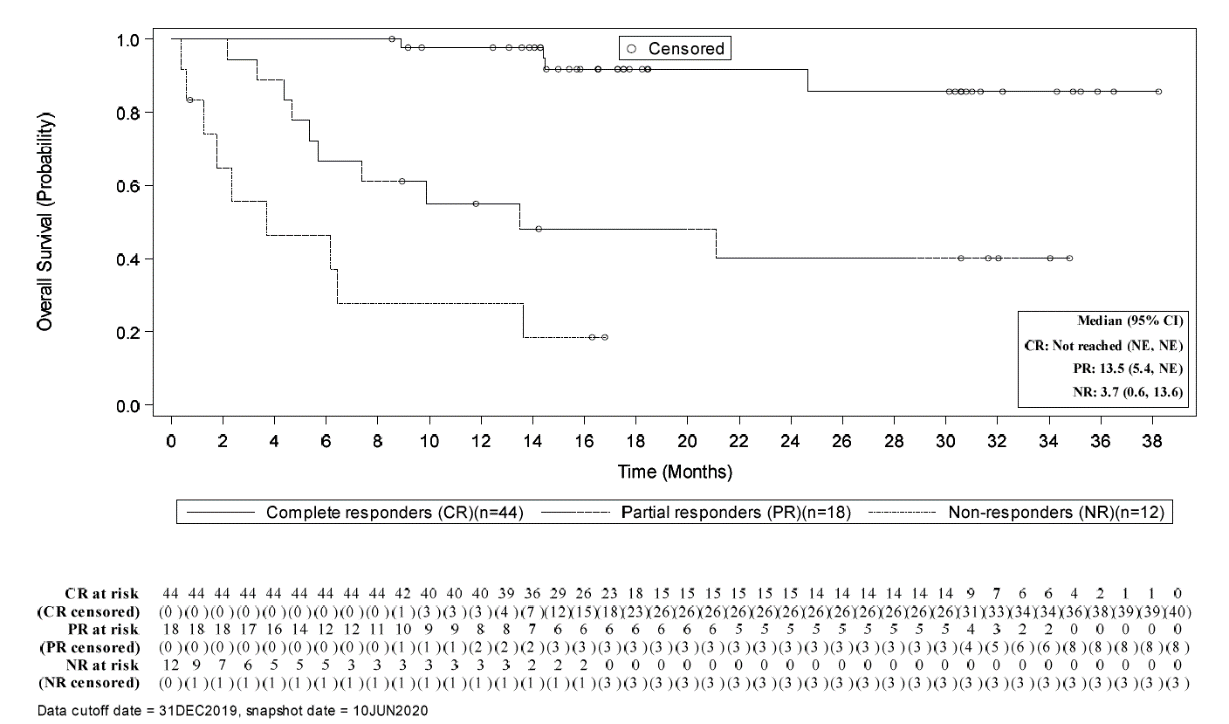 1.0
0.8
0.6
0.4
0.2
0.0
Overall Survival (Probability)
Censored
Median (95% CI)
CR: Not reached (NE, NE)
PR: 13.5 (5.4, NE)
NR: 3.7 (0.6, 13.6)
0 2 4 6 8 10 12 14 16 18 20 22 24 26 28 30 32 34 36 38
Time (Months)
Complete responders (CR)(n=44) Partial responders (PR)(n=18) Non-responders (NR)(n=12)
CR at risk 44 44 44 44 44 44 44 44 44 42 40 40 40 39 36 29 26 23 18 15 15 15 15 15 15 14 14 14 14 14 14 9 7 6 6 4 2 1 1 0
(CR censored) (0)(0)(0)(0)(0)(0)(0)(0)(0)(1)(3)(3)(3)(4)(7)(12)(15)(18)(23)(26)(26)(26)(26)(26)(26)(26)(26)(26)(26)(26)(26)(31)(33)(34)(34)(36)(38)(39)(39)(40)
PR at risk 18 18 18 17 16 14 12 12 11 10 9 9 8 8 7 6 6 6 6 6 6 6 5 5 5 5 5 5 5 5 5 4 3 2 2 0 0 0 0 0
(PR censored) (0)(0)(0)(0)(0)(0)(0)(0)(0)(1)(1)(1)(2)(2)(2)(3)(3)(3)(3)(3)(3)(3)(3)(3)(3)(3)(3)(3)(3)(3)(3)(4)(5)(6)(6)(8)(8)(8)(8)(8)
NR at risk 12 9 7 6 5 5 5 3 3 3 3 3 3 3 2 2 2 0 0 0 0 0 0 0 0 0 0 0 0 0 0 0 0 0 0 0 0 0 0 0
(NR censored) (0)(1)(1)(1)(1)(1)(1)(1)(1)(1)(1)(1)(1)(1)(1)(1)(1)(3)(3)(3)(3)(3)(3)(3)(3)(3)(3)(3)(3)(3)(3)(3)(3)(3)(3)(3)(3)(3)(3)(3)
Data cutoff date = 31DEC2019, snapshot date = 10JUN2020